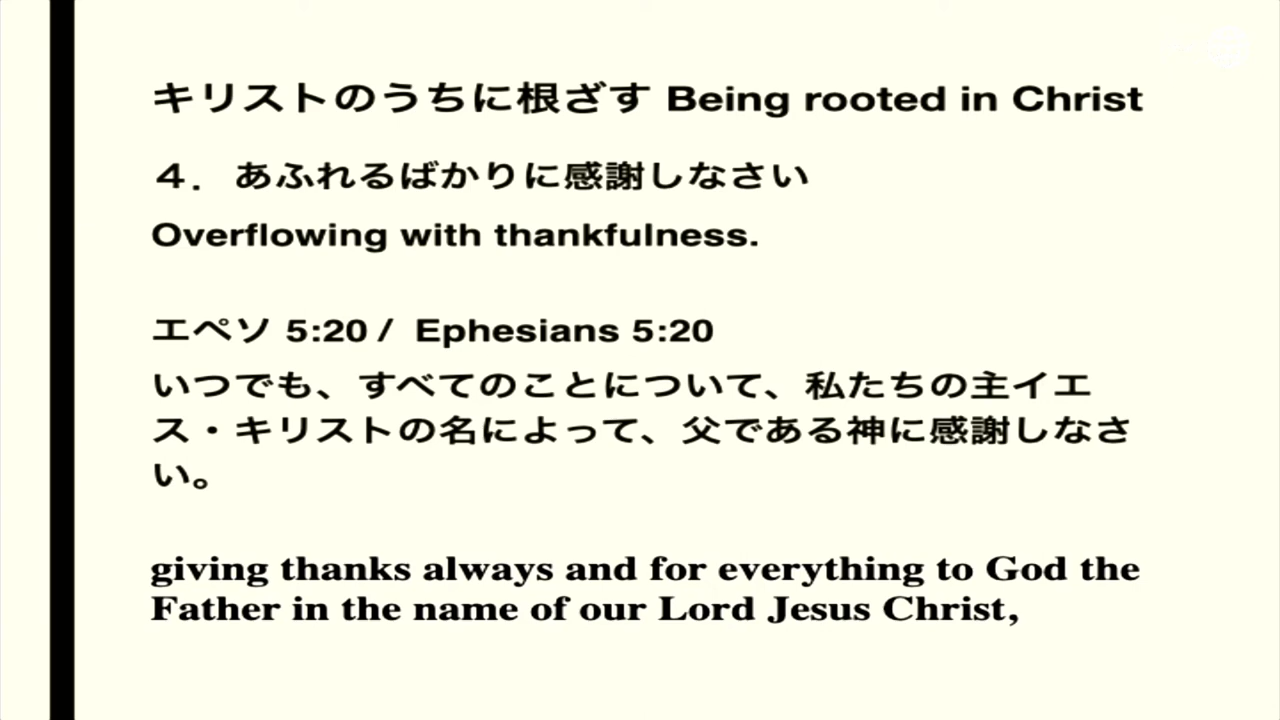 キリストのうちに根ざす Being rooted in Christ
４． あふれるばかりに感謝しなさい
Overflowing with thankfulness.
エペソ 5:20 / Ephesians 5:20
いつでも、すべてのことについて、私たちの主イエ
ス・キリストの名によって、父である神に感謝しなさ
い。
giving thanks always and for everything to God the
Father in the name of our Lord Jesus Christ,